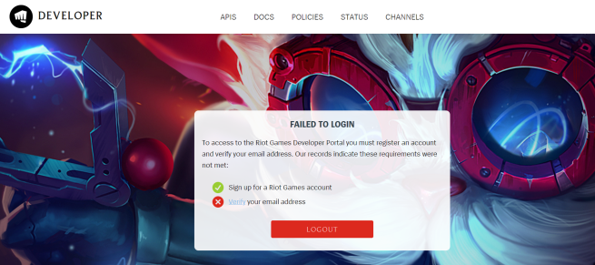 DEVELOPER
APIS DOCS POLICIES STATUS CHANNELS
FAILED TO LOGIN
To access to the Riot Games Developer Portal you must register an account
and verify your email address. Our records indicate these requirements were
not met:
Sign up for a Riot Games account
Verify your email address
LOGOUT